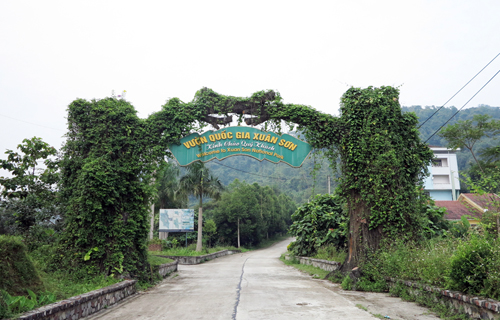 VƯỜN QUỐC GIA XUÂN SƠN
Kính Chào Quý Khách
Welcome to Xuan Son National Park